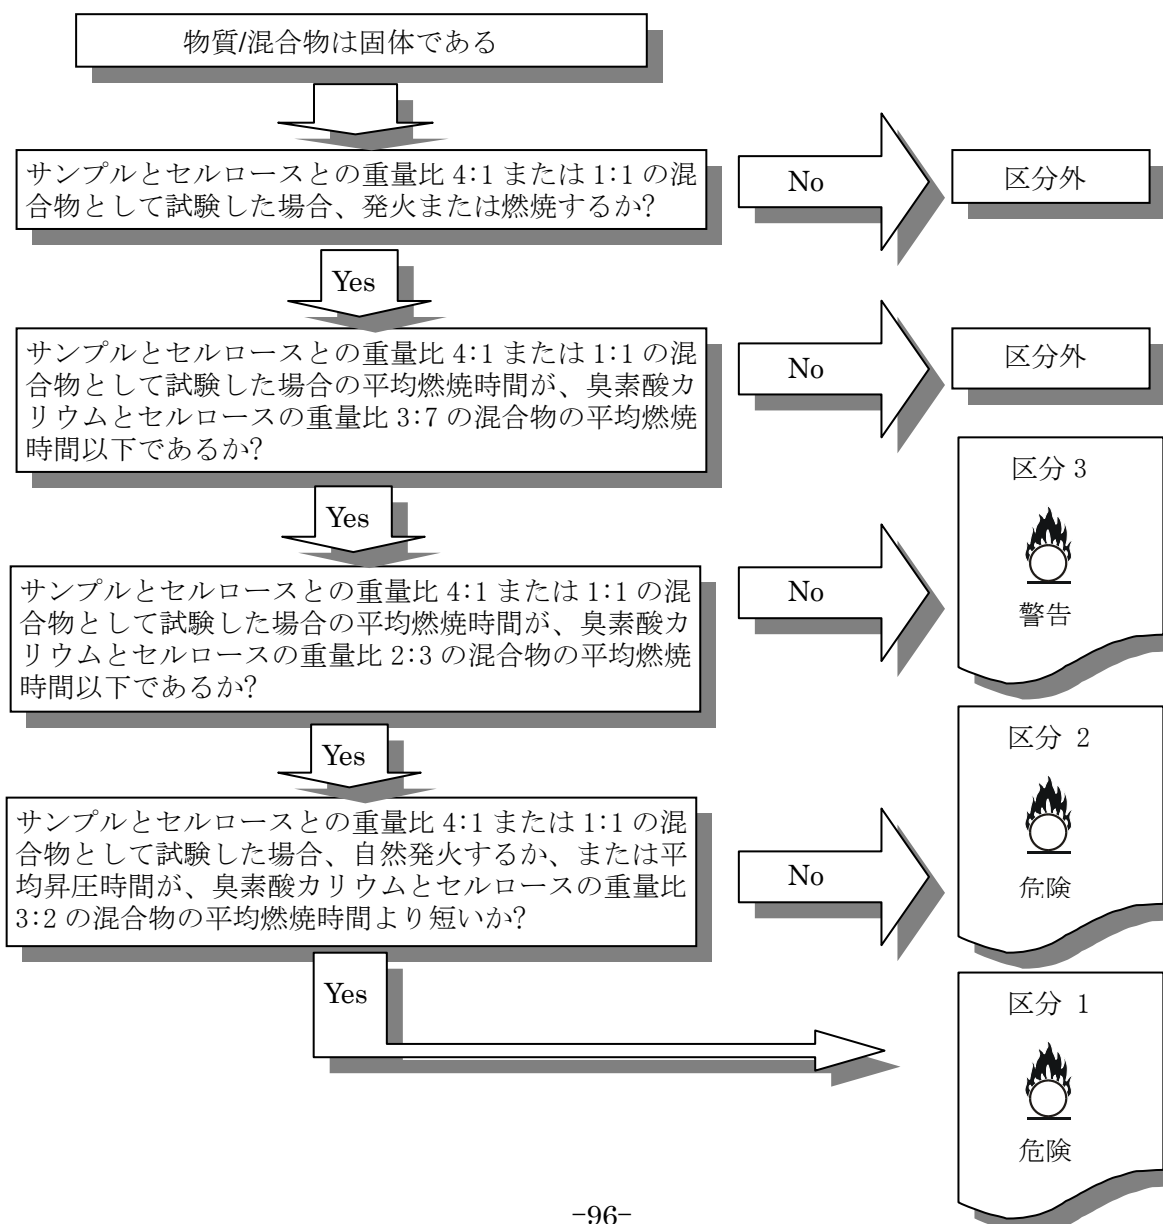 物質/混合物は固体である
サンプルとセルロースとの重量比 4:1 または 1:1 の混
合物として試験した場合、発火または燃焼するか?
No
区分外
Yes
サンプルとセルロースとの重量比 4:1 または 1:1 の混
合物として試験した場合の平均燃焼時間が、臭素酸カ
リウムとセルロースの重量比 3:7 の混合物の平均燃焼
時間以下であるか?
No
区分外
Yes
サンプルとセルロースとの重量比 4:1 または 1:1 の混
合物として試験した場合の平均燃焼時間が、臭素酸カ
リウムとセルロースの重量比 2:3 の混合物の平均燃焼
時間以下であるか?
No
区分 3
警告
Yes
サンプルとセルロースとの重量比 4:1 または 1:1 の混
合物として試験した場合、自然発火するか、または平
均昇圧時間が、臭素酸カリウムとセルロースの重量比
3:2 の混合物の平均燃焼時間より短いか?
No
区分 2
危険
Yes
区分 1
危険
-96-